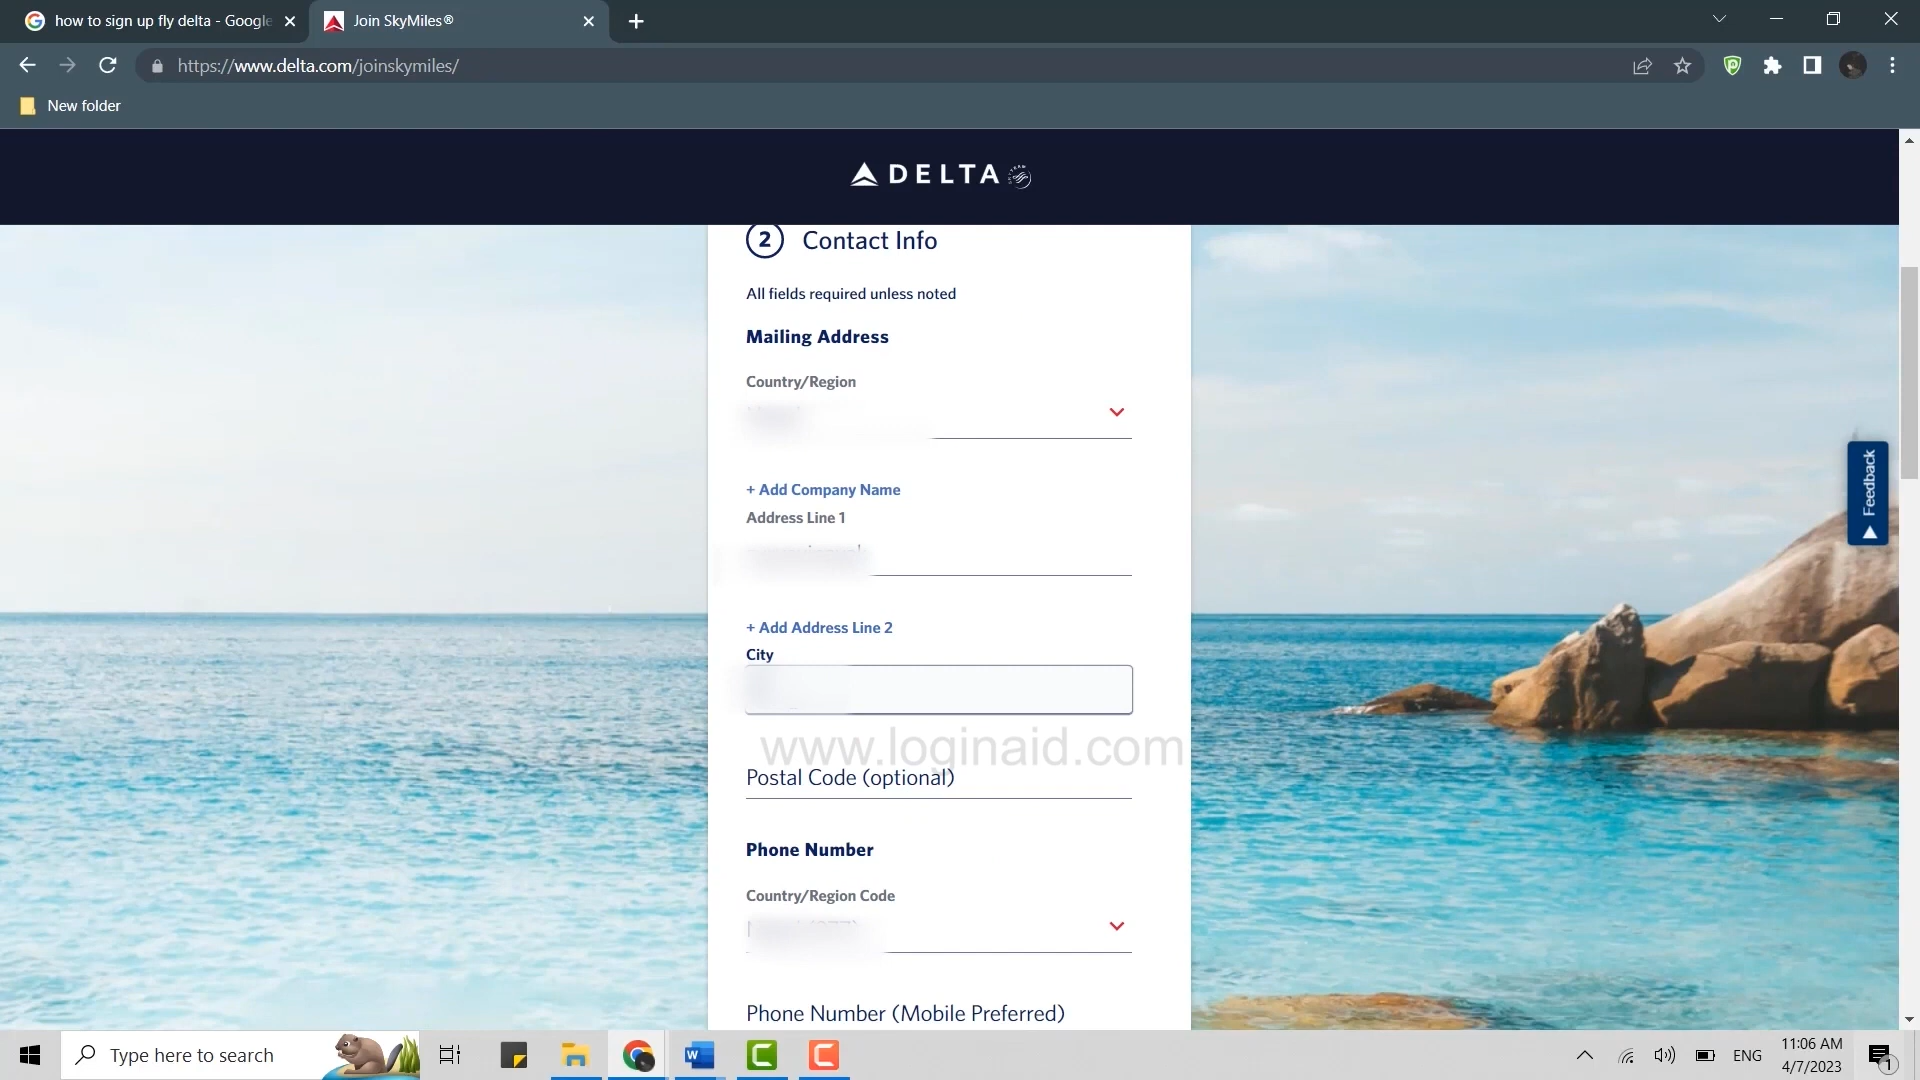 how to sign up fly delta - Google
Join SkyMiles®
https://www.delta.com/joinskymiles/
New folder
DELTA
2 Contact Info
All fields required unless noted
Mailing Address
Country/Region
+ Add Company Name
Address Line 1
+ Add Address Line 2
City
www.loginaid.com
Postal Code (optional)
Phone Number
Country/Region Code
Phone Number (Mobile Preferred)
Feedback
Type here to search
ENG
11:06 AM
4/7/2023
1